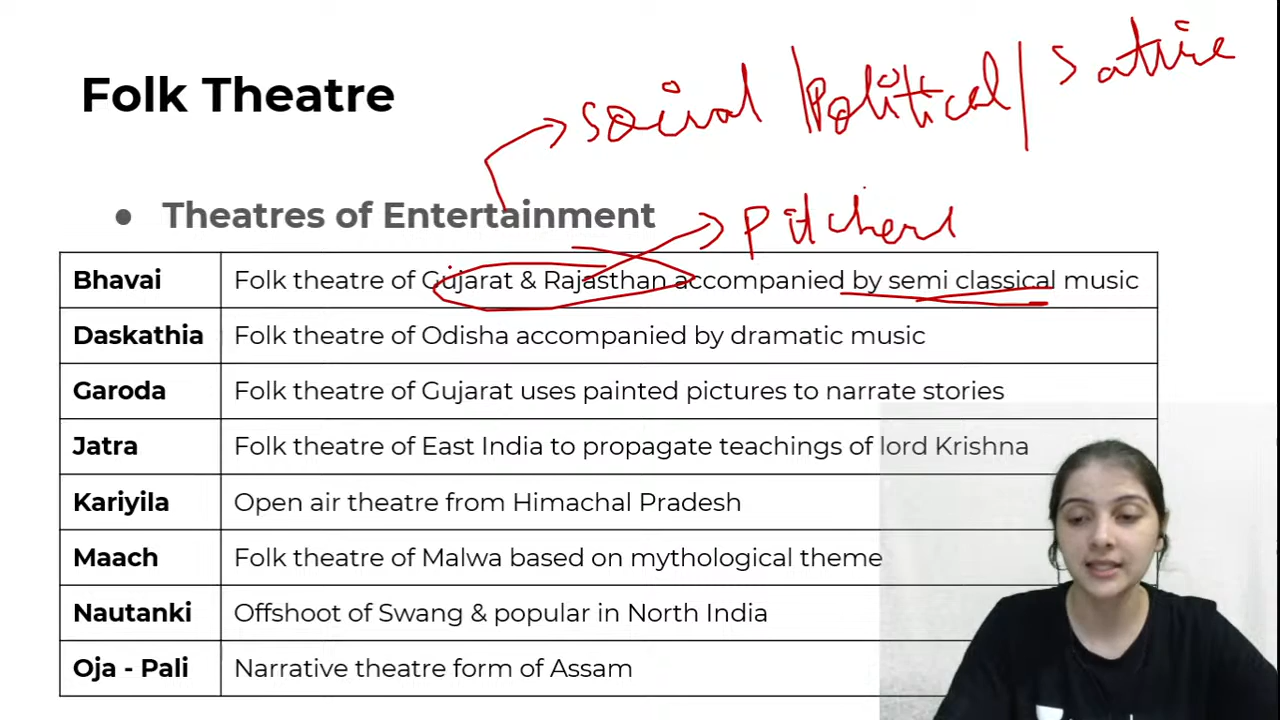 Social / Political / Satire
Folk Theatre
● Theatres of Entertainment
Pitchers
Bhavai Folk theatre of Gujarat & Rajasthan accompanied by semi classical music
Daskathia Folk theatre of Odisha accompanied by dramatic music
Garoda Folk theatre of Gujarat uses painted pictures to narrate stories
Jatra Folk theatre of East India to propagate teachings of lord Krishna
Kariyila Open air theatre from Himachal Pradesh
Maach Folk theatre of Malwa based on mythological theme
Nautanki Offshoot of Swang & popular in North India
Oja - Pali Narrative theatre form of Assam